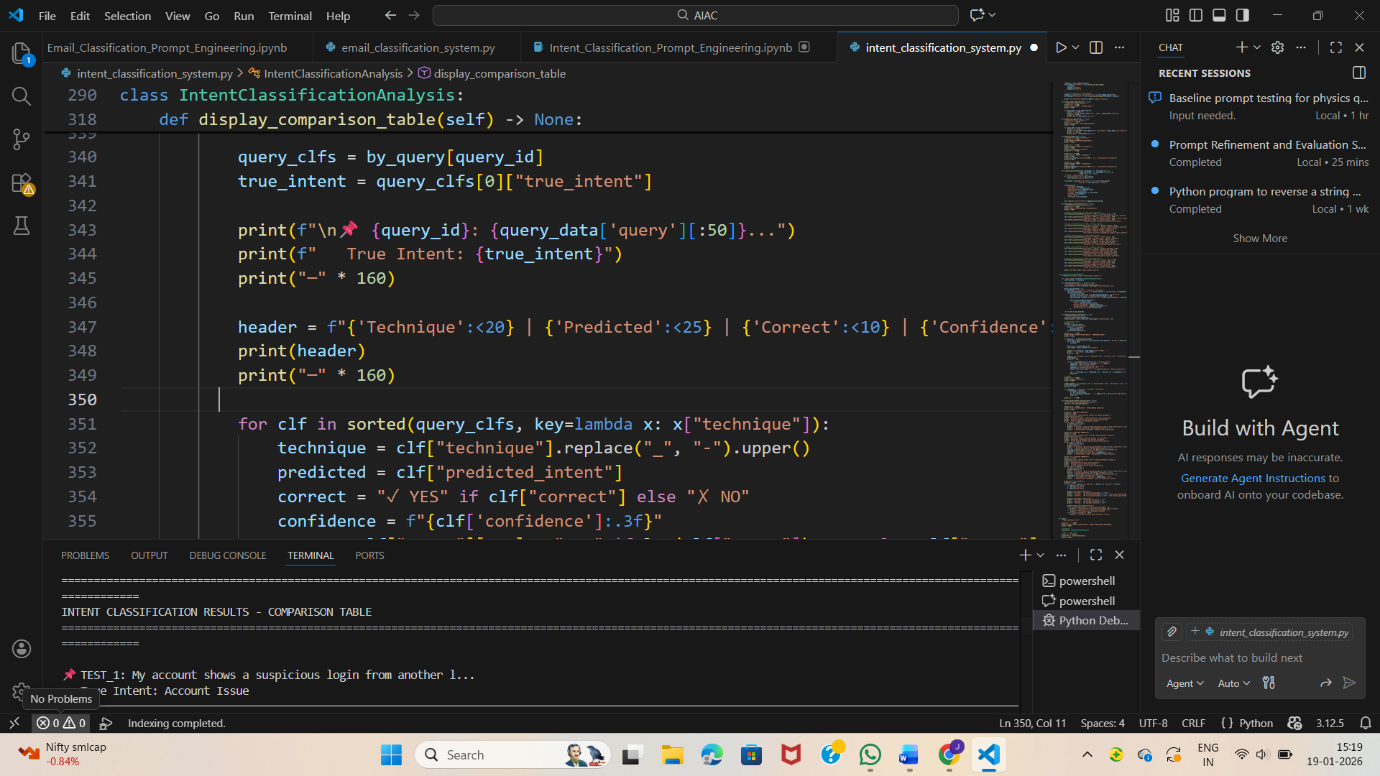 File Edit Selection View Go Run Terminal Help
AIAC
Email_Classification_Prompt_Engineering.ipynb
email_classification_system.py
Intent_Classification_Prompt_Engineering.ipynb
intent_classification_system.py
intent_classification_system.py > IntentClassificationAnalysis > display_comparison_table
290 class IntentClassificationAnalysis:
318 def display_comparison_table(self) -> None:
339
340 query_clfs = by_query[query_id]
341 true_intent = query_clfs[0]["true_intent"]
342
343 print(f"\n📌 {query_id}: {query_data['query'][:50]}...")
344 print(f"   True Intent: {true_intent}")
345 print("─" * 160)
346
347 header = f"{'Technique':<20} | {'Predicted':<25} | {'Correct':<10} | {'Confidence':
348 print(header)
349 print("─" * 160)
350
351 for clf in sorted(query_clfs, key=lambda x: x["technique"]):
352 technique = clf["technique"].replace("_", "-").upper()
353 predicted = clf["predicted_intent"]
354 correct = "✓ YES" if clf["correct"] else "✗ NO"
355 confidence = f"{clf['confidence']:.3f}"
PROBLEMS OUTPUT DEBUG CONSOLE TERMINAL PORTS
============
INTENT CLASSIFICATION RESULTS - COMPARISON TABLE
============
📌 TEST_1: My account shows a suspicious login from another l...
True Intent: Account Issue
powershell
powershell
Python Deb...
CHAT
RECENT SESSIONS
Baseline prompt testing for physics q...
Input needed. Local • 1 hr
Prompt Refinement and Evaluation S...
Completed Local • 25 mins
Python program to reverse a string ...
Completed Local • 1 wk
Show More
Build with Agent
AI responses may be inaccurate.
Generate Agent Instructions to
onboard AI onto your codebase.
intent_classification_system.py
Describe what to build next
Agent Auto
1
No Problems
0 0 Indexing completed.
Ln 350, Col 11 Spaces: 4 UTF-8 CRLF {} Python 3.12.5
Nifty smlcap
-0.84%
Search
J
ENG
IN
15:19
19-01-2026